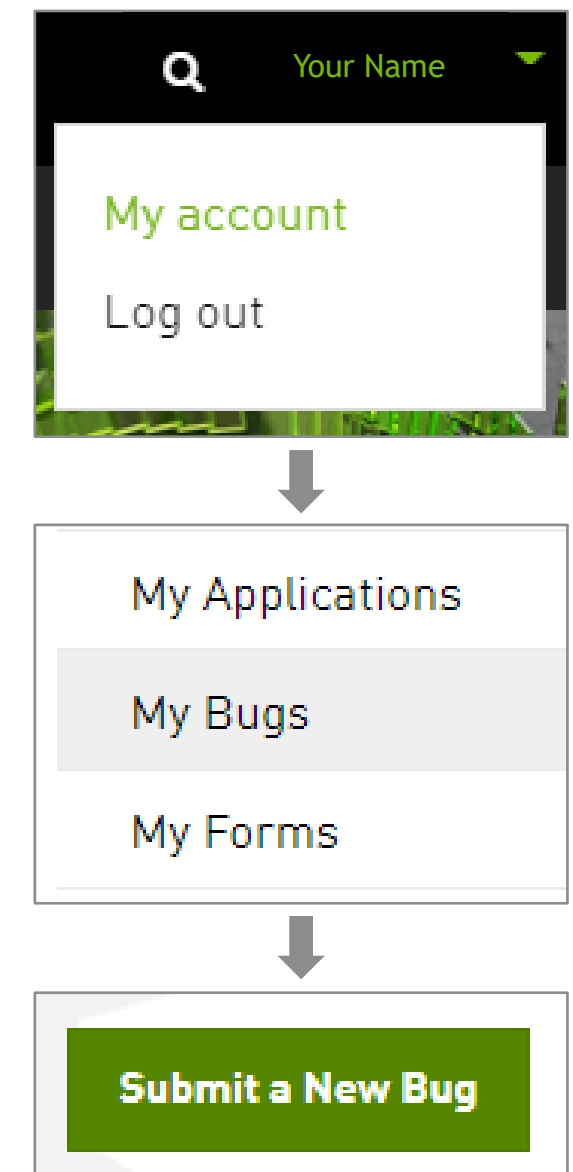 Your Name
My account
Log out
My Applications
My Bugs
My Forms
Submit a New Bug